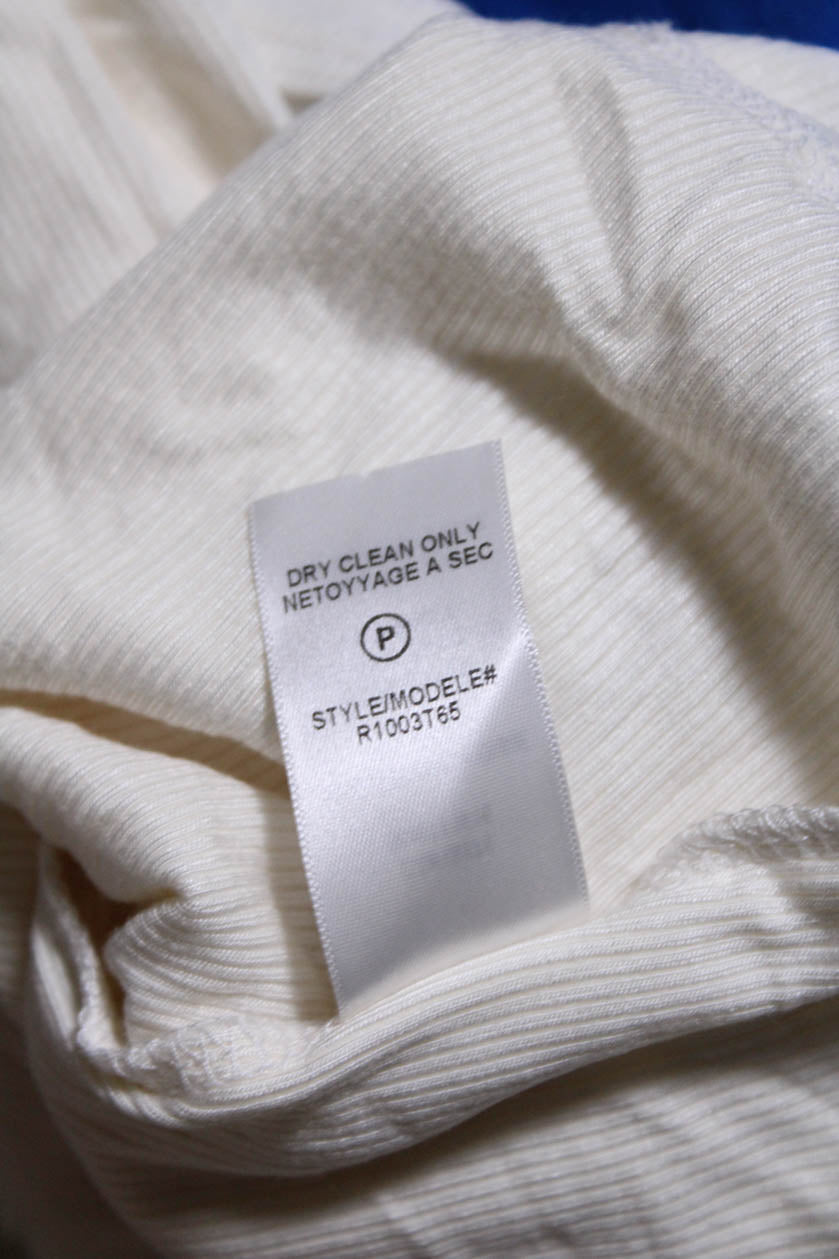 DRY CLEAN ONLY
NETOYYAGE A SEC
P
STYLE/MODELE#
R1003T65